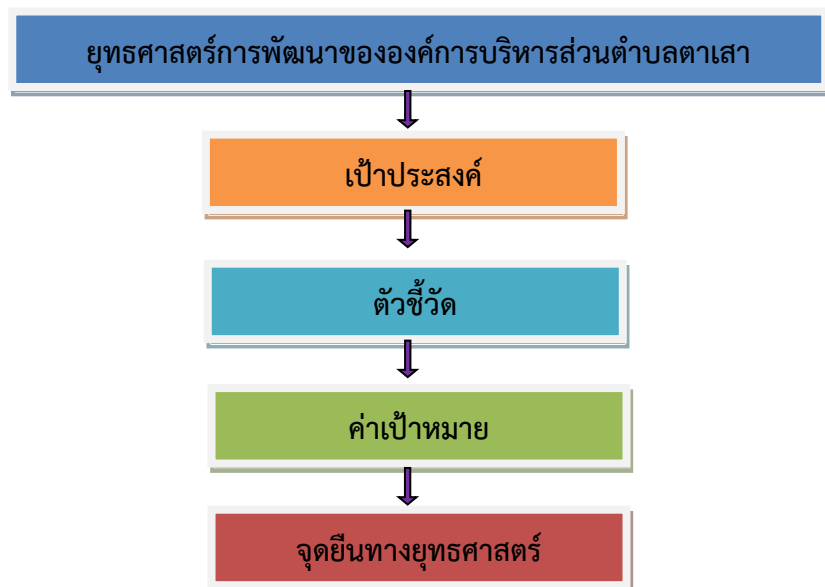 ยุทธศาสตร์การพัฒนาขององค์การบริหารส่วนตำบลตาเสา
เป้าประสงค์
ตัวชี้วัด
ค่าเป้าหมาย
จุดยืนทางยุทธศาสตร์